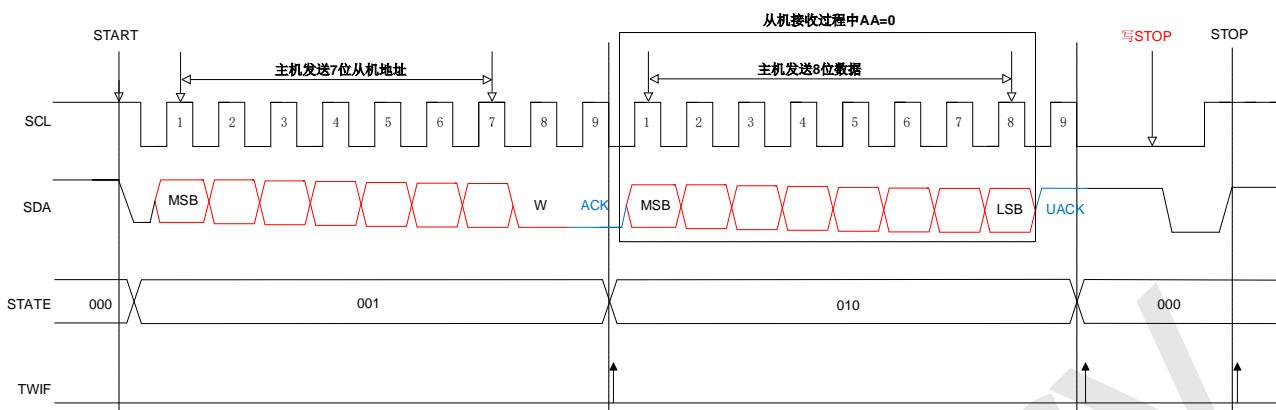 从机接收过程中AA=0
START
写STOP
STOP
主机发送7位从机地址
主机发送8位数据
SCL
1 2 3 4 5 6 7 8 9 1 2 3 4 5 6 7 8 9
SDA
MSB W ACK MSB LSB UACK
STATE 000 001 010 000
TWIF